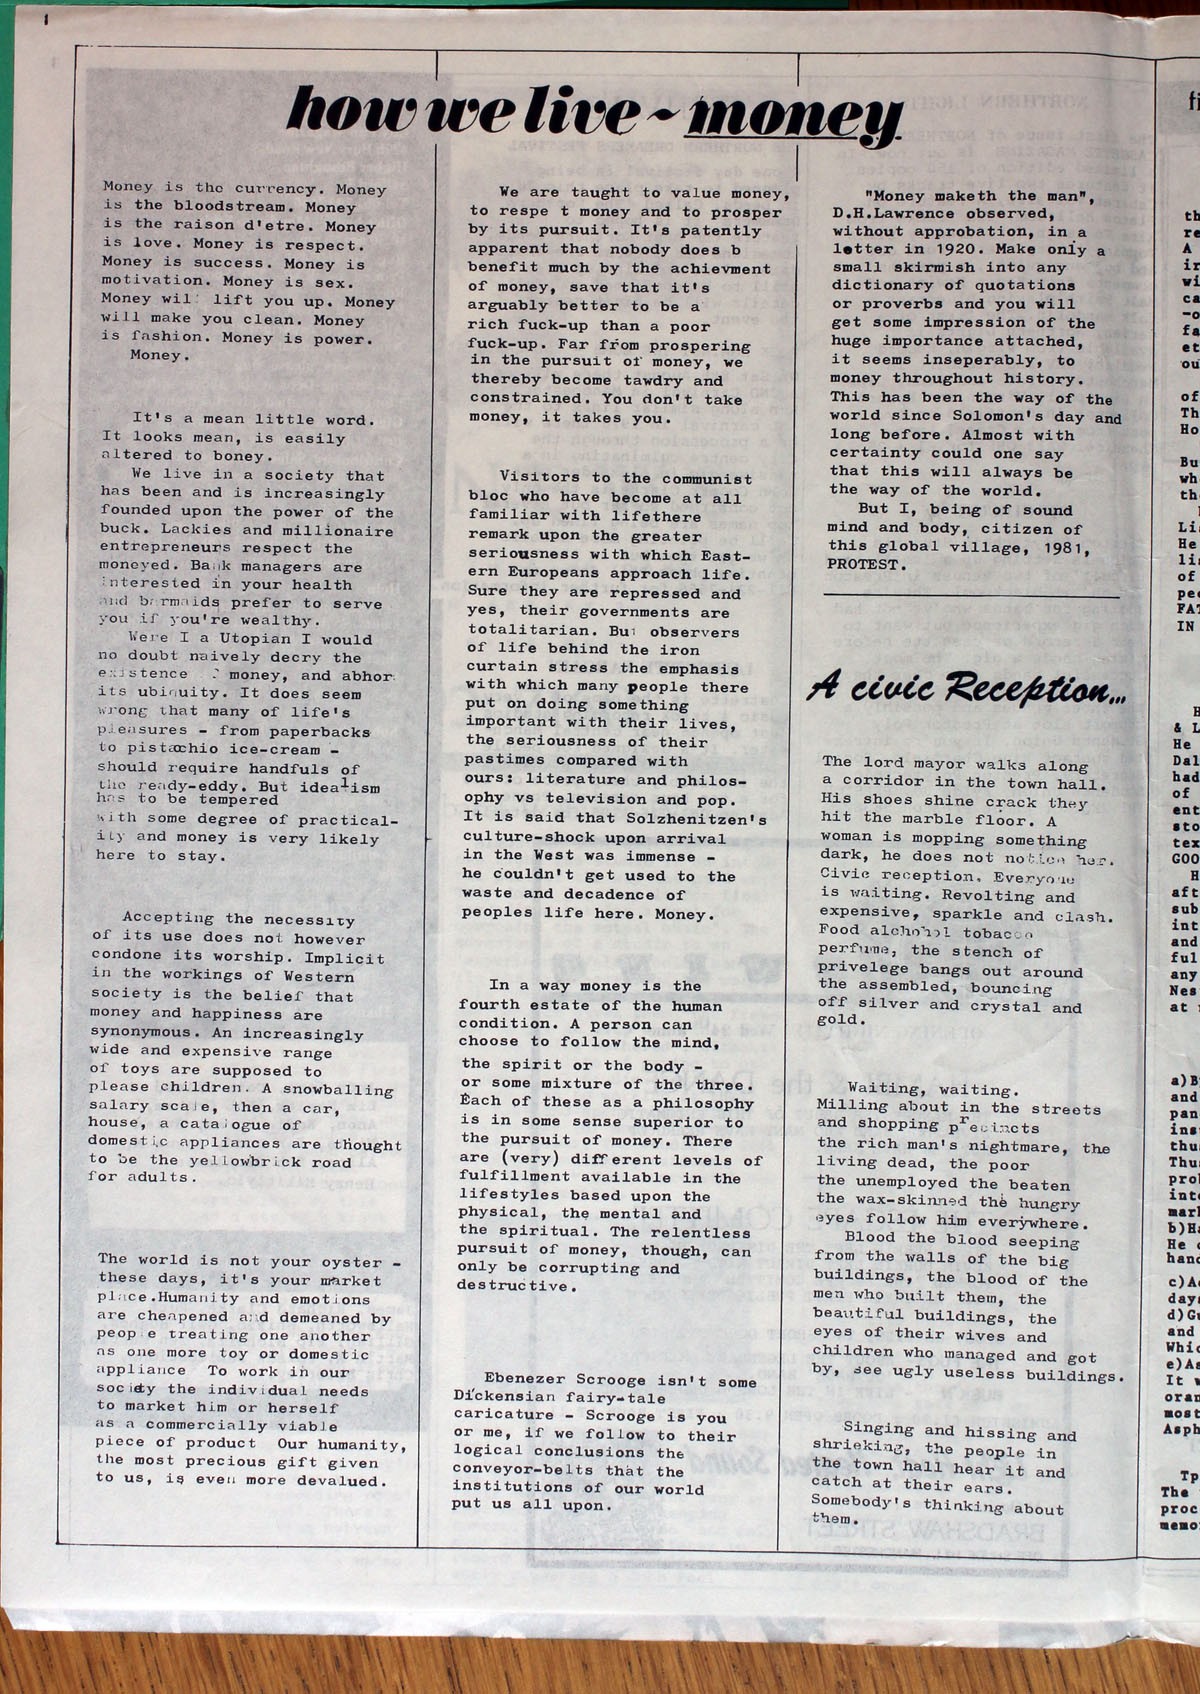 how we live ~ money
Money is the currency. Money
is the bloodstream. Money
is the raison d'etre. Money
is love. Money is respect.
Money is success. Money is
motivation. Money is sex.
Money wil lift you up. Money
will make you clean. Money
is fashion. Money is power.
Money.
It's a mean little word.
It looks mean, is easily
altered to boney.
We live in a society that
has been and is increasingly
founded upon the power of the
buck. Lackies and millionaire
entrepreneurs respect the
moneyed. Bank managers are
interested in your health
and barmaids prefer to serve
you if you're wealthy.
Were I a Utopian I would
no doubt naively decry the
existence of money, and abhor
its ubiquity. It does seem
wrong that many of life's
pleasures - from paperbacks
to pistachio ice-cream -
should require handfuls of
the ready-eddy. But idealism
has to be tempered
with some degree of practical-
ity and money is very likely
here to stay.
Accepting the necessity
of its use does not however
condone its worship. Implicit
in the workings of Western
society is the belief that
money and happiness are
synonymous. An increasingly
wide and expensive range
of toys are supposed to
please children. A snowballing
salary scale, then a car,
house, a catalogue of
domestic appliances are thought
to be the yellowbrick road
for adults.
The world is not your oyster -
these days, it's your market
place.Humanity and emotions
are cheapened and demeaned by
people treating one another
as one more toy or domestic
appliance To work in our
society the individual needs
to market him or herself
as a commercially viable
piece of product Our humanity,
the most precious gift given
to us, is even more devalued.
We are taught to value money,
to respe t money and to prosper
by its pursuit. It's patently
apparent that nobody does b
benefit much by the achievment
of money, save that it's
arguably better to be a
rich fuck-up than a poor
fuck-up. Far from prospering
in the pursuit of money, we
thereby become tawdry and
constrained. You don't take
money, it takes you.
Visitors to the communist
bloc who have become at all
familiar with lifethere
remark upon the greater
seriousness with which East-
ern Europeans approach life.
Sure they are repressed and
yes, their governments are
totalitarian. But observers
of life behind the iron
curtain stress the emphasis
with which many people there
put on doing something
important with their lives,
the seriousness of their
pastimes compared with
ours: literature and philos-
ophy vs television and pop.
It is said that Solzhenitzen's
culture-shock upon arrival
in the West was immense -
he couldn't get used to the
waste and decadence of
peoples life here. Money.
In a way money is the
fourth estate of the human
condition. A person can
choose to follow the mind,
the spirit or the body -
or some mixture of the three.
Each of these as a philosophy
is in some sense superior to
the pursuit of money. There
are (very) different levels of
fulfillment available in the
lifestyles based upon the
physical, the mental and
the spiritual. The relentless
pursuit of money, though, can
only be corrupting and
destructive.
Ebenezer Scrooge isn't some
Dickensian fairy-tale
caricature - Scrooge is you
or me, if we follow to their
logical conclusions the
conveyor-belts that the
institutions of our world
put us all upon.
"Money maketh the man",
D.H.Lawrence observed,
without approbation, in a
letter in 1920. Make only a
small skirmish into any
dictionary of quotations
or proverbs and you will
get some impression of the
huge importance attached,
it seems inseperably, to
money throughout history.
This has been the way of the
world since Solomon's day and
long before. Almost with
certainty could one say
that this will always be
the way of the world.
But I, being of sound
mind and body, citizen of
this global village, 1981,
PROTEST.
A civic Reception...
The lord mayor walks along
a corridor in the town hall.
His shoes shine crack they
hit the marble floor. A
woman is mopping something
dark, he does not notice her.
Civic reception. Everyone
is waiting. Revolting and
expensive, sparkle and clash.
Food alchohol tobacco
perfume, the stench of
privelege bangs out around
the assembled, bouncing
off silver and crystal and
gold.
Waiting, waiting.
Milling about in the streets
and shopping precincts
the rich man's nightmare, the
living dead, the poor
the unemployed the beaten
the wax-skinned the hungry
eyes follow him everywhere.
Blood the blood seeping
from the walls of the big
buildings, the blood of the
men who built them, the
beautiful buildings, the
eyes of their wives and
children who managed and got
by, see ugly useless buildings.
Singing and hissing and
shrieking, the people in
the town hall hear it and
catch at their ears.
Somebody's thinking about
them.